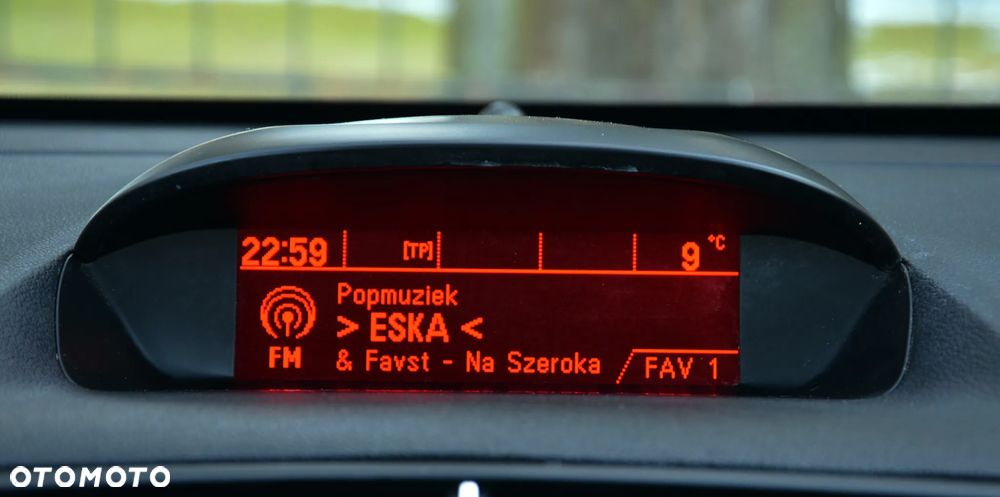 22:59 [TP] 9 °C
Popmuziek
> ESKA <
FM & Favst - Na Szeroka FAV 1
OTOMOTO